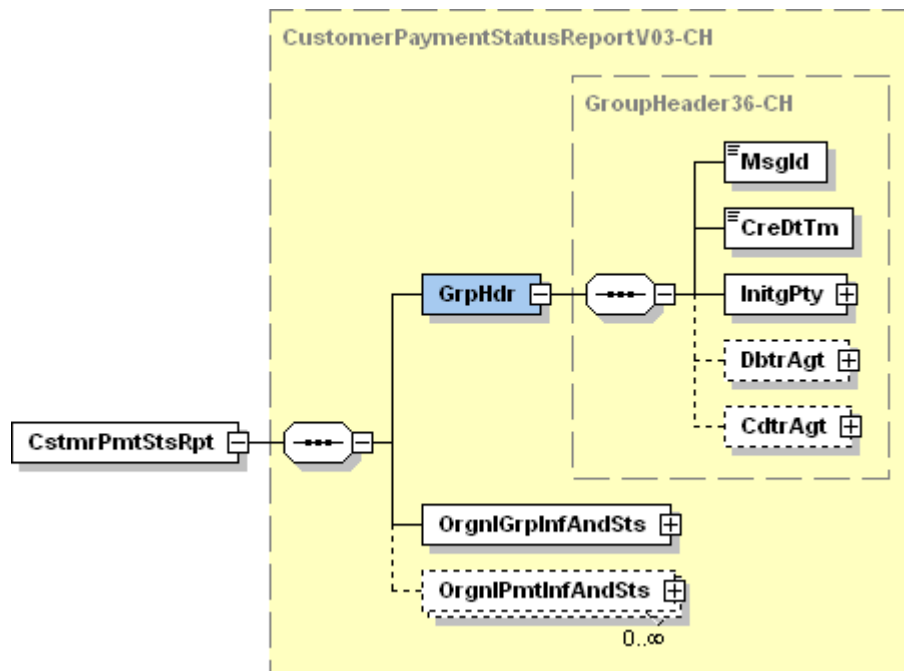 CustomerPaymentStatusReportV03-CH
GroupHeader36-CH
MsgId
CreDtTm
GrpHdr
InitgPty
DbtrAgt
CdtrAgt
CstmrPmtStsRpt
OrgnlGrpInfAndSts
OrgnlPmtInfAndSts
0..∞